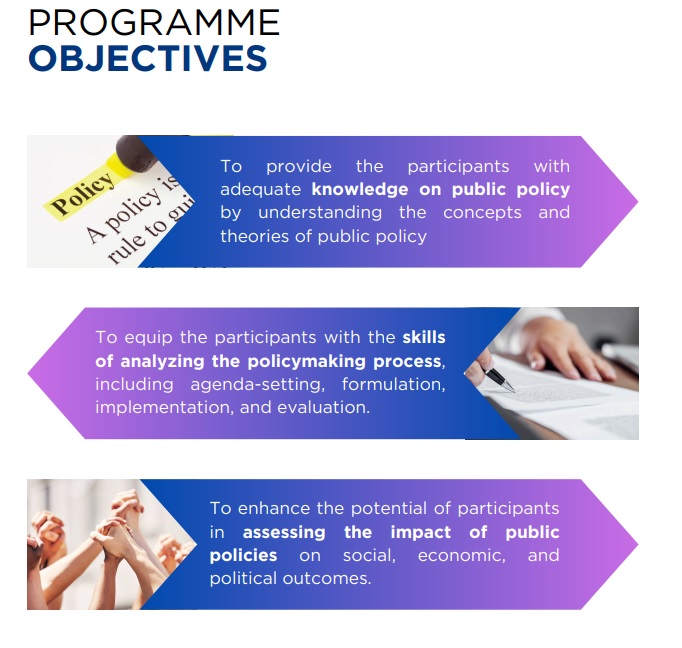 PROGRAMME
OBJECTIVES
Policy
A policy is
rule to gui
To provide the participants with
adequate knowledge on public policy
by understanding the concepts and
theories of public policy
To equip the participants with the skills
of analyzing the policymaking process,
including agenda-setting, formulation,
implementation, and evaluation.
To enhance the potential of participants
in assessing the impact of public
policies on social, economic, and
political outcomes.